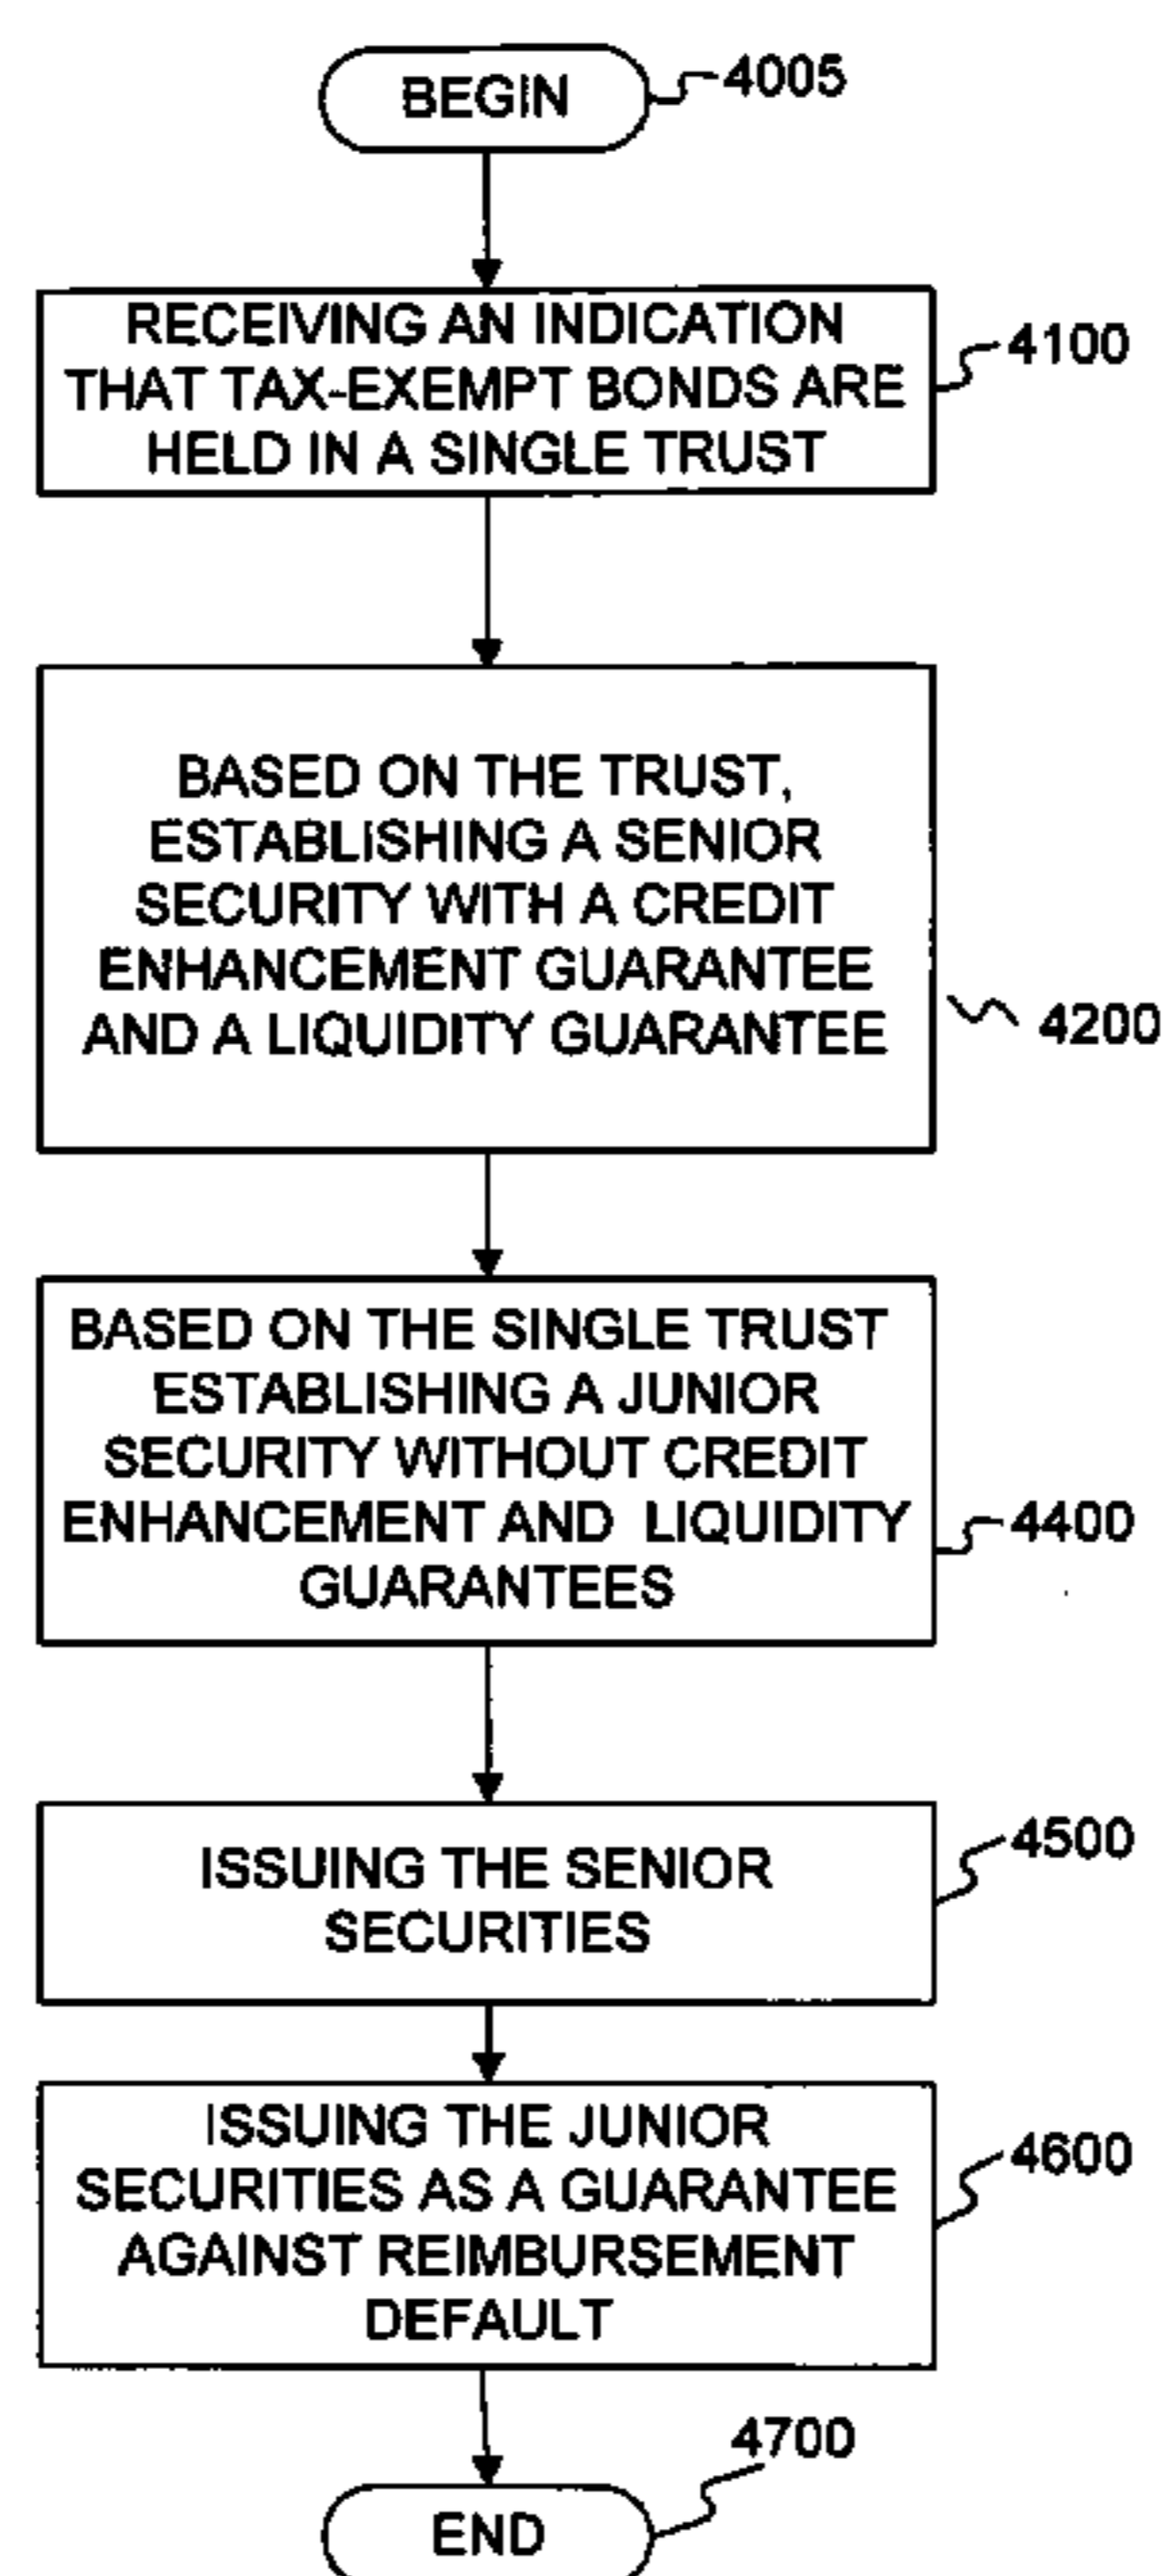 BEGIN
4005
RECEIVING AN INDICATION
THAT TAX-EXEMPT BONDS ARE
HELD IN A SINGLE TRUST
4100
BASED ON THE TRUST,
ESTABLISHING A SENIOR
SECURITY WITH A CREDIT
ENHANCEMENT GUARANTEE
AND A LIQUIDITY GUARANTEE
4200
BASED ON THE SINGLE TRUST
ESTABLISHING A JUNIOR
SECURITY WITHOUT CREDIT
ENHANCEMENT AND LIQUIDITY
GUARANTEES
4400
ISSUING THE SENIOR
SECURITIES
4500
ISSUING THE JUNIOR
SECURITIES AS A GUARANTEE
AGAINST REIMBURSEMENT
DEFAULT
4600
4700
END